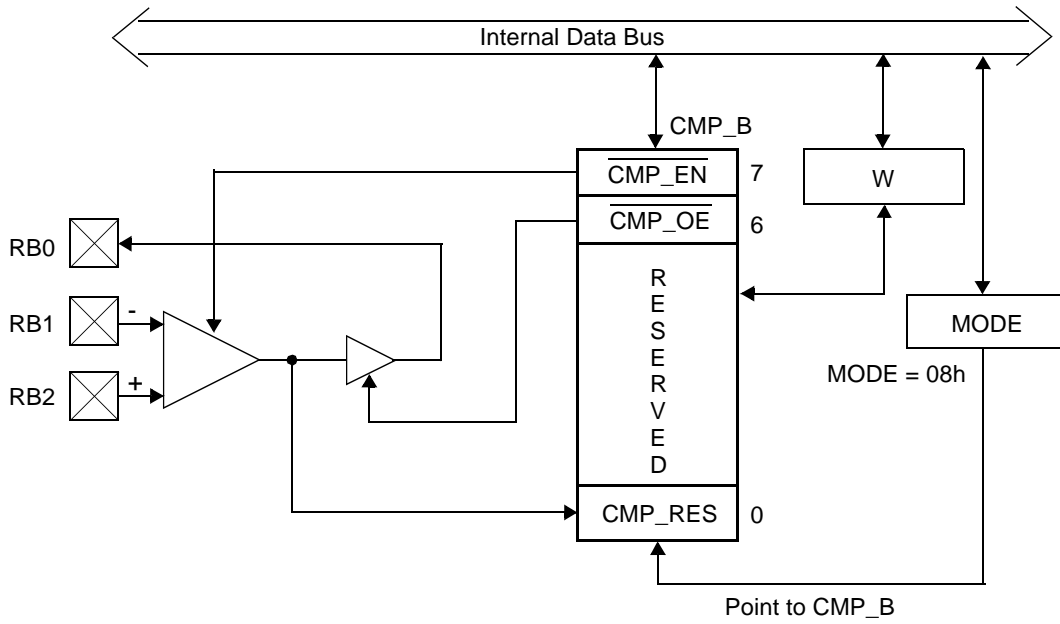 Internal Data Bus
CMP_B
CMP_EN 7
W
CMP_OE 6
RB0
RESERVED
RB1 -
MODE
RB2 +
MODE = 08h
CMP_RES 0
Point to CMP_B